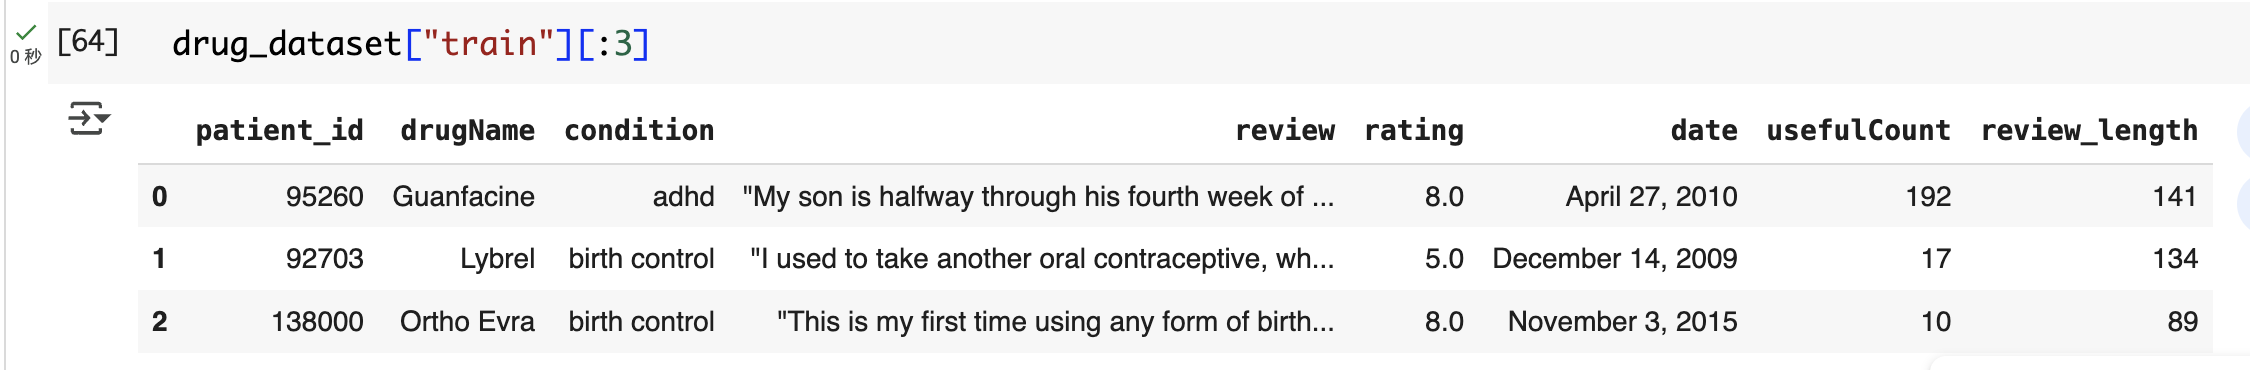 [64] drug_dataset["train"][:3]
0 秒
patient_id drugName condition review rating date usefulCount review_length
0 95260 Guanfacine adhd "My son is halfway through his fourth week of ... 8.0 April 27, 2010 192 141
1 92703 Lybrel birth control "I used to take another oral contraceptive, wh... 5.0 December 14, 2009 17 134
2 138000 Ortho Evra birth control "This is my first time using any form of birth... 8.0 November 3, 2015 10 89